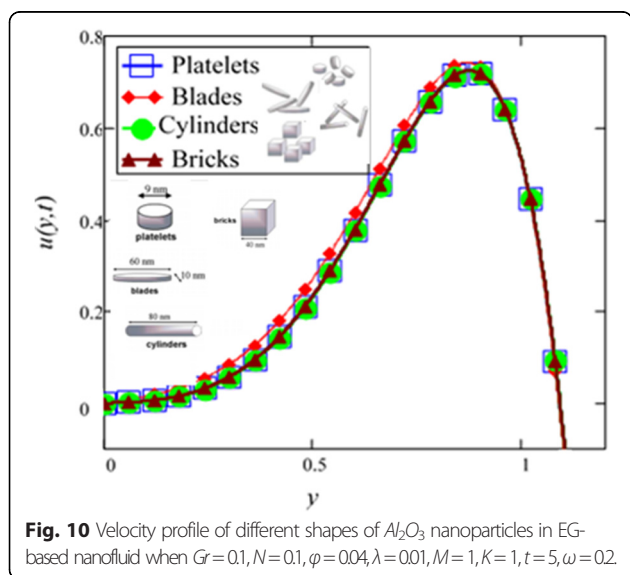 0.8
0.6
0.4
0.2
0
u(y,t)
Platelets
Blades
Cylinders
Bricks
9 nm
platelets
bricks
40 nm
60 nm
10 nm
blades
80 nm
cylinders
0 0.5 1
y
Fig. 10 Velocity profile of different shapes of Al₂O₃ nanoparticles in EG-
based nanofluid when Gr = 0.1, N = 0.1, φ = 0.04, λ = 0.01, M = 1, K = 1, t = 5, ω = 0.2.